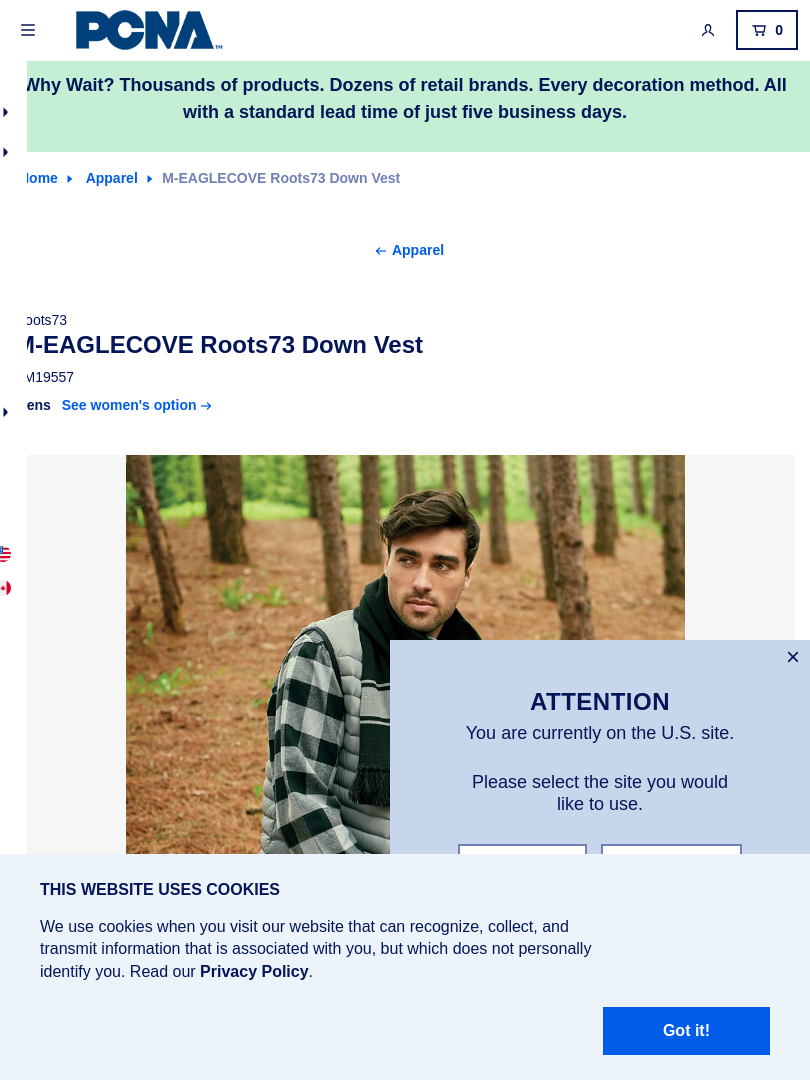 PCNA™
0
Why Wait? Thousands of products. Dozens of retail brands. Every decoration method. All
with a standard lead time of just five business days.
Apparel M-EAGLECOVE Roots73 Down Vest
Apparel
M-EAGLECOVE Roots73 Down Vest
M19557
See women's option
ATTENTION
You are currently on the U.S. site.
Please select the site you would
like to use.
THIS WEBSITE USES COOKIES
We use cookies when you visit our website that can recognize, collect, and
transmit information that is associated with you, but which does not personally
identify you. Read our Privacy Policy.
Got it!